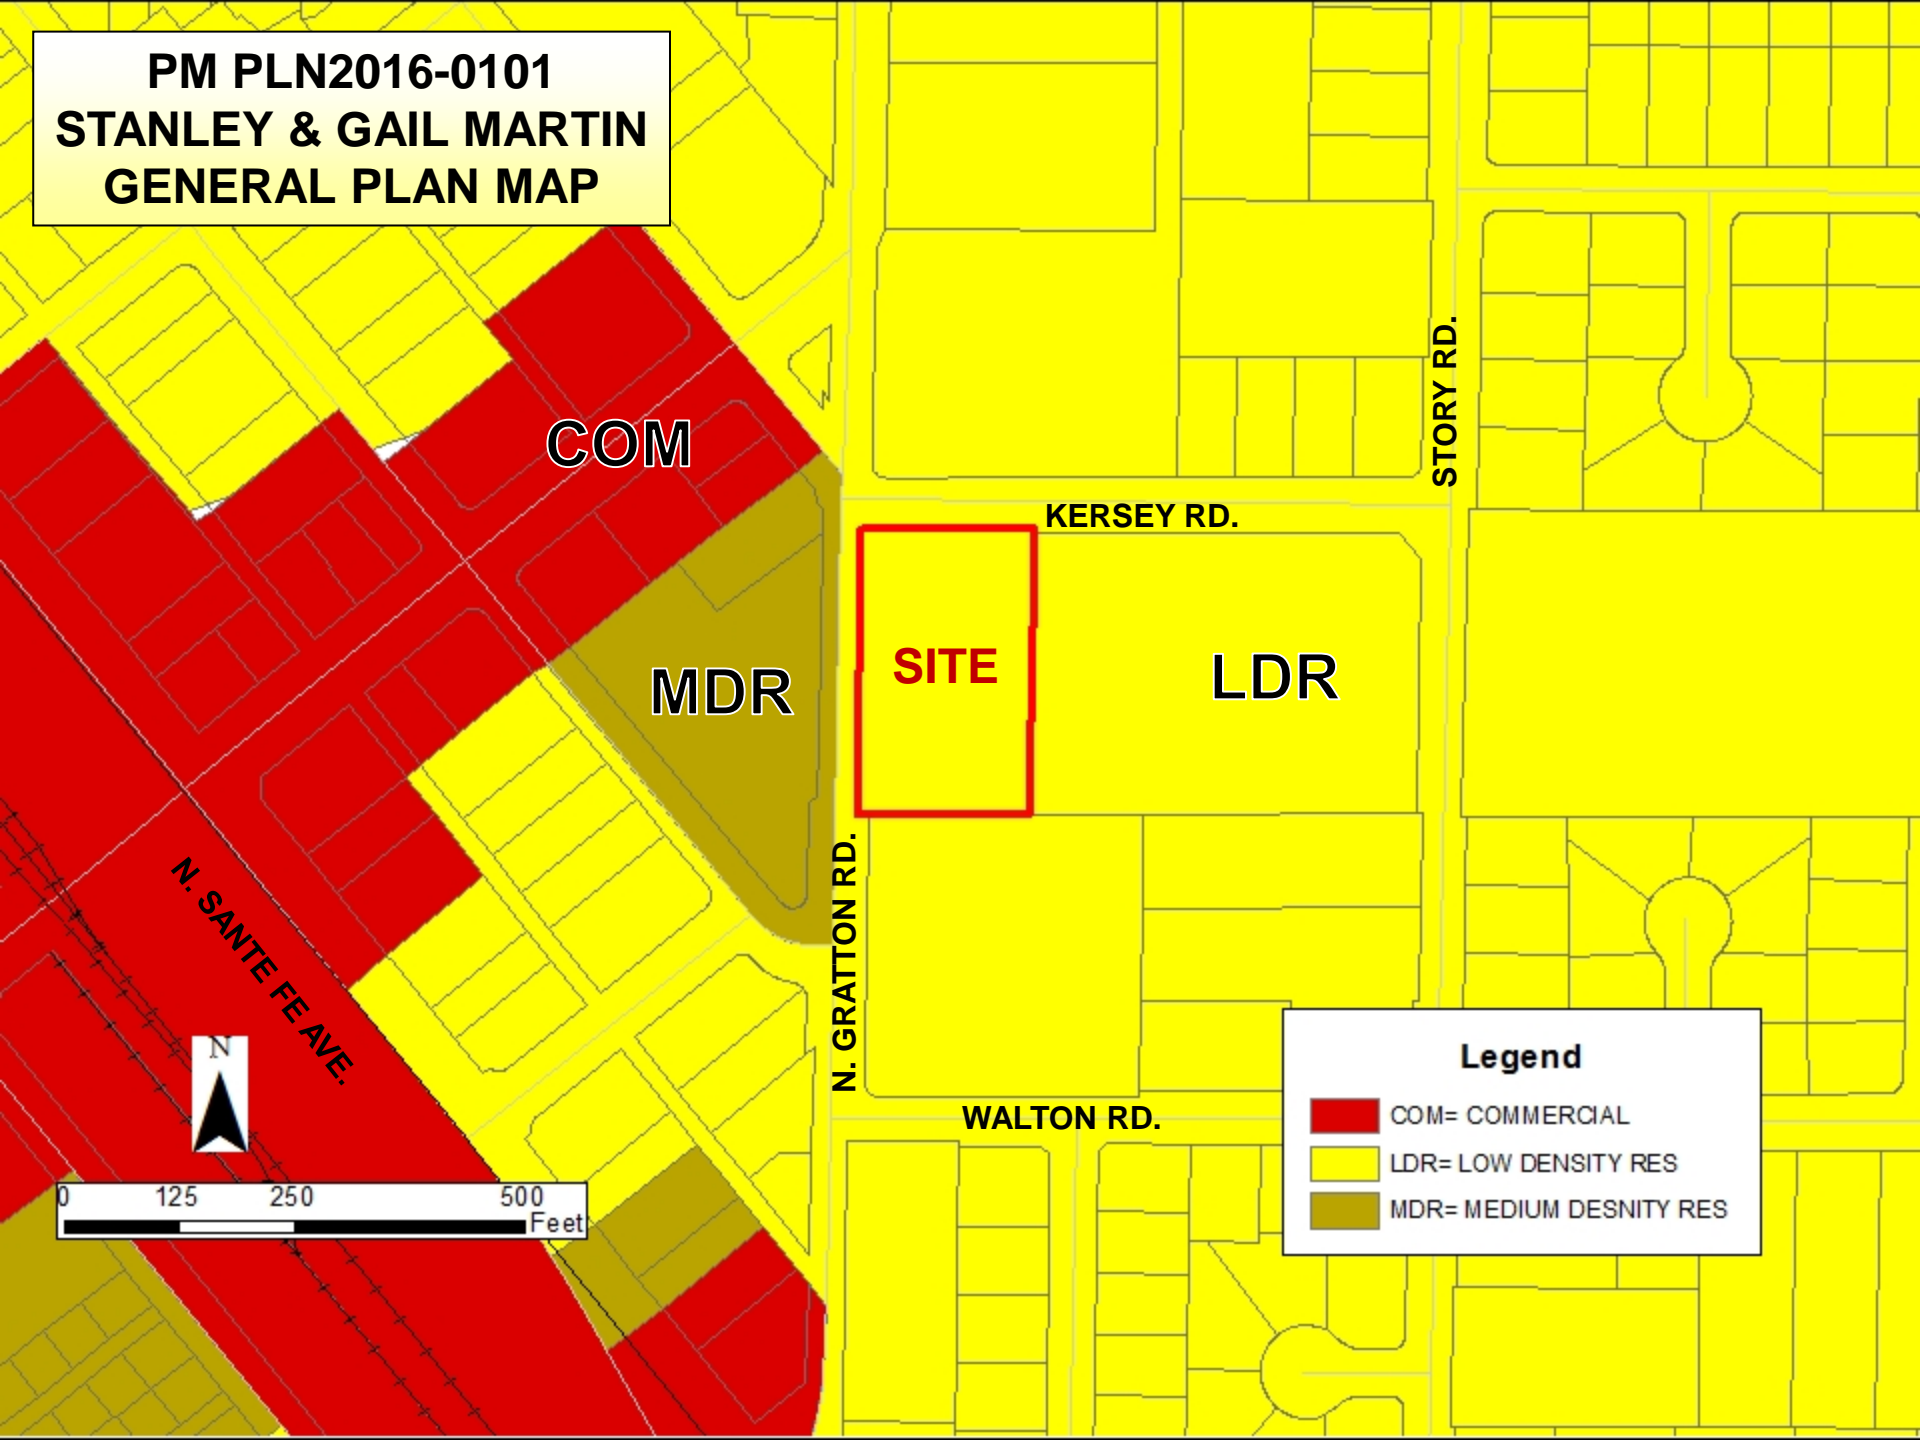 PM PLN2016-0101
STANLEY & GAIL MARTIN
GENERAL PLAN MAP
COM
STORY RD.
KERSEY RD.
SITE
MDR
LDR
N. SANTE FE AVE.
N. GRATTON RD.
WALTON RD.
N
0 125 250 500
Feet
Legend
COM= COMMERCIAL
LDR= LOW DENSITY RES
MDR= MEDIUM DESNITY RES